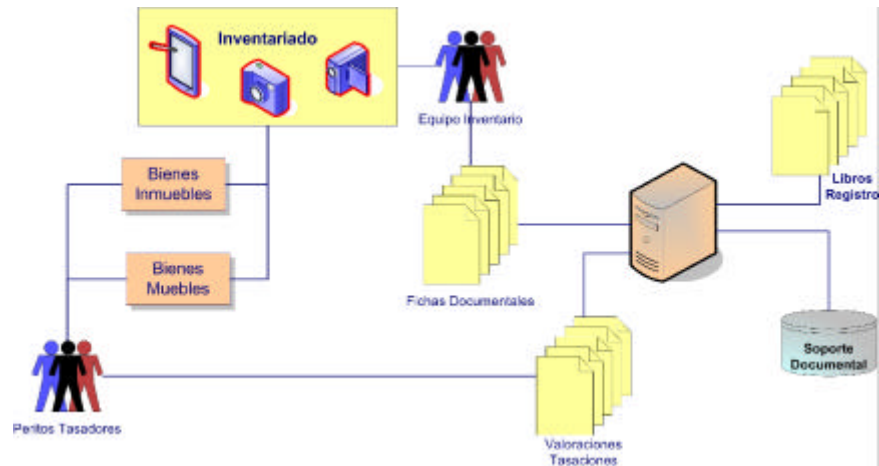 Inventariado
Equipo Inventario
Libros
Registro
Bienes
Inmuebles
Bienes
Muebles
Fichas Documentales
Soporte
Documental
Peritos Tasadores
Valoraciones
Tasaciones